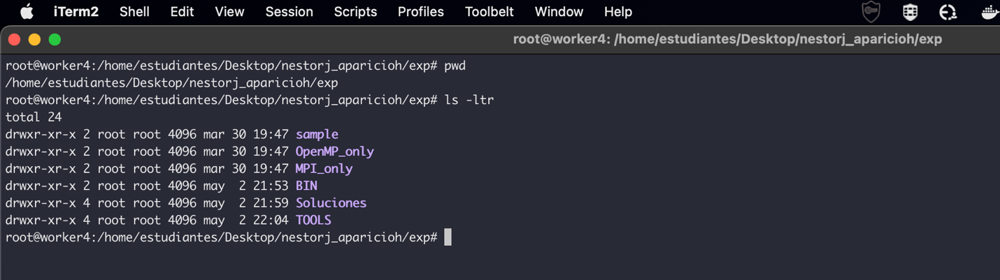 iTerm2 Shell Edit View Session Scripts Profiles Toolbelt Window Help
root@worker4: /home/estudiantes/Desktop/nestorj_aparicioh/exp
root@worker4:/home/estudiantes/Desktop/nestorj_aparicioh/exp# pwd
/home/estudiantes/Desktop/nestorj_aparicioh/exp
root@worker4:/home/estudiantes/Desktop/nestorj_aparicioh/exp# ls -ltr
total 24
drwxr-xr-x 2 root root 4096 mar 30 19:47 sample
drwxr-xr-x 2 root root 4096 mar 30 19:47 OpenMP_only
drwxr-xr-x 2 root root 4096 mar 30 19:47 MPI_only
drwxr-xr-x 2 root root 4096 may  2 21:53 BIN
drwxr-xr-x 4 root root 4096 may  2 21:59 Soluciones
drwxr-xr-x 4 root root 4096 may  2 22:04 TOOLS
root@worker4:/home/estudiantes/Desktop/nestorj_aparicioh/exp#